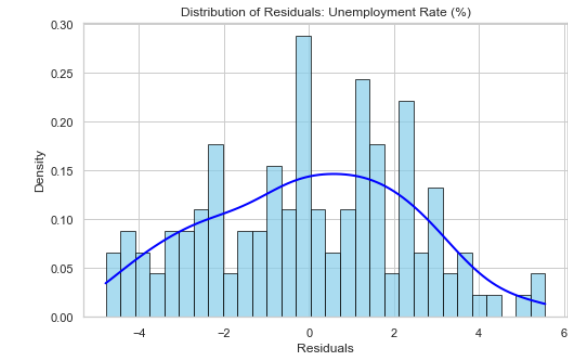 Distribution of Residuals: Unemployment Rate (%)
0.30
0.25
0.20
0.15
0.10
0.05
0.00
Density
−4 −2 0 2 4 6
Residuals